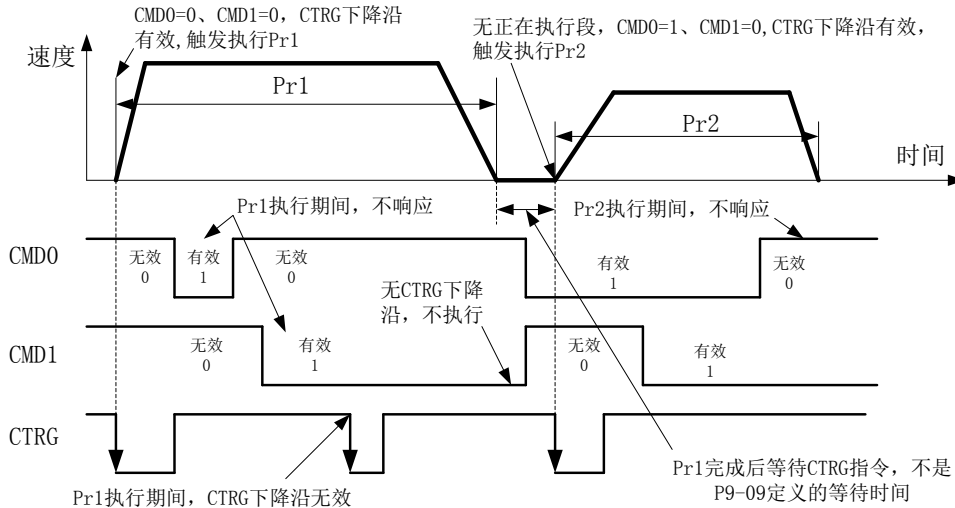 CMD0=0、CMD1=0，CTRG下降沿
有效,触发执行Pr1
无正在执行段，CMD0=1、CMD1=0,CTRG下降沿有效，
触发执行Pr2
速度
Pr1
Pr2
时间
Pr1执行期间，不响应
Pr2执行期间，不响应
CMD0
无效
0
有效
1
无效
0
有效
1
无效
0
无CTRG下降
沿，不执行
CMD1
无效
0
有效
1
无效
0
有效
1
CTRG
Pr1执行期间，CTRG下降沿无效
Pr1完成后等待CTRG指令，不是
P9-09定义的等待时间